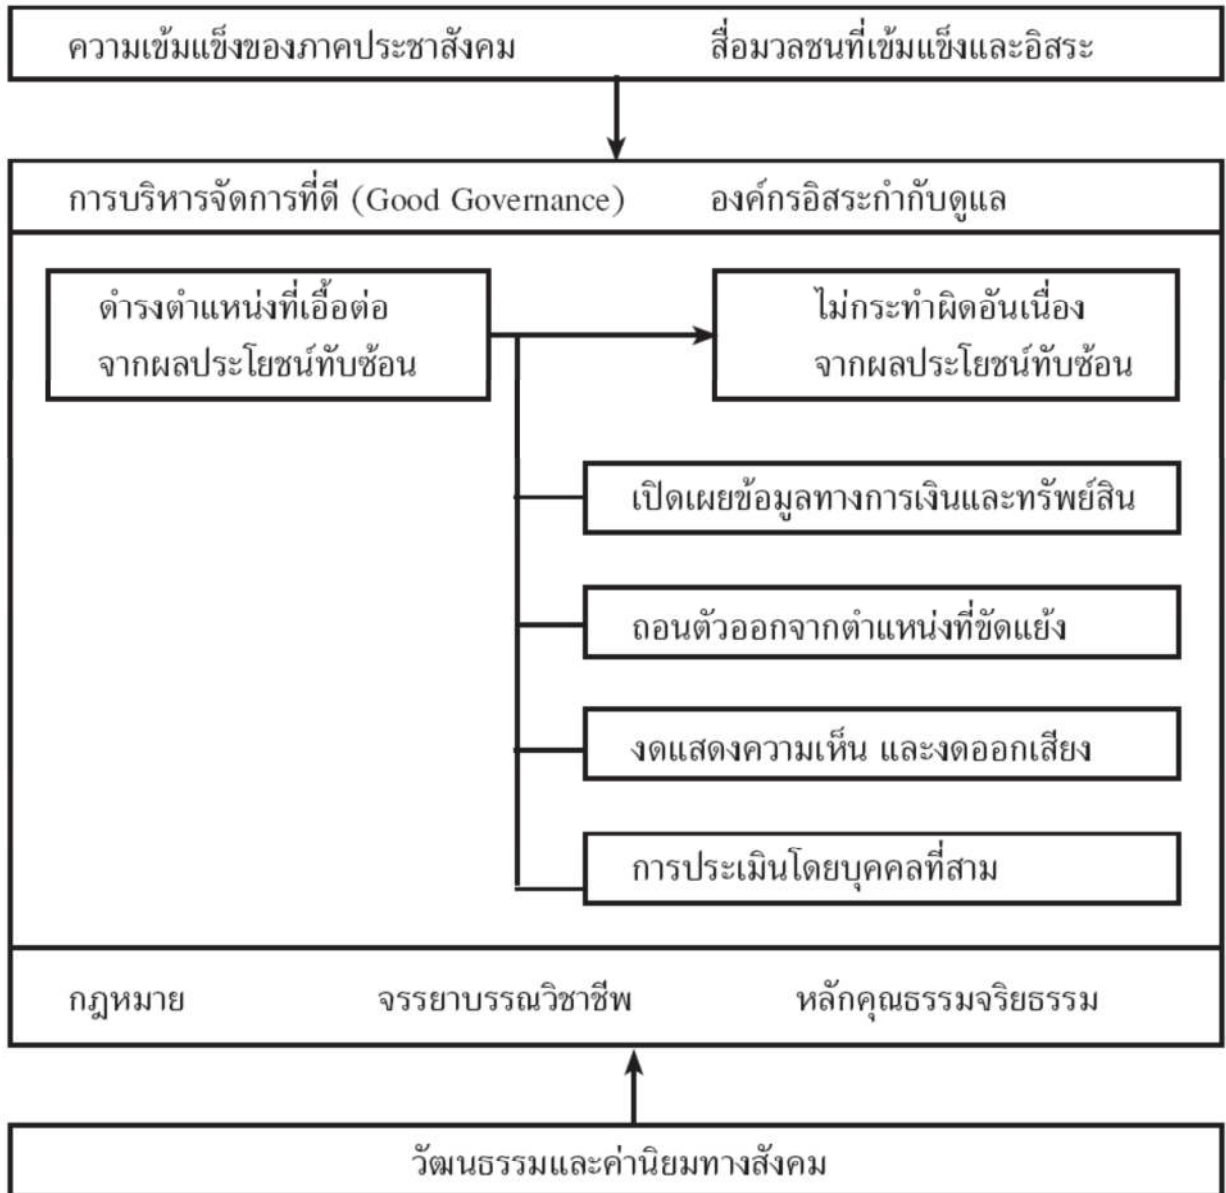 ความเข้มแข็งของภาคประชาสังคม สื่อมวลชนที่เข้มแข็งและอิสระ
การบริหารจัดการที่ดี (Good Governance) องค์กรอิสระกำกับดูแล
ดำรงตำแหน่งที่เอื้อต่อ
จากผลประโยชน์ทับซ้อน
ไม่กระทำผิดอันเนื่อง
จากผลประโยชน์ทับซ้อน
เปิดเผยข้อมูลทางการเงินและทรัพย์สิน
ถอนตัวออกจากตำแหน่งที่ขัดแย้ง
งดแสดงความเห็น และงดออกเสียง
การประเมินโดยบุคคลที่สาม
กฎหมาย จรรยาบรรณวิชาชีพ หลักคุณธรรมจริยธรรม
วัฒนธรรมและค่านิยมทางสังคม